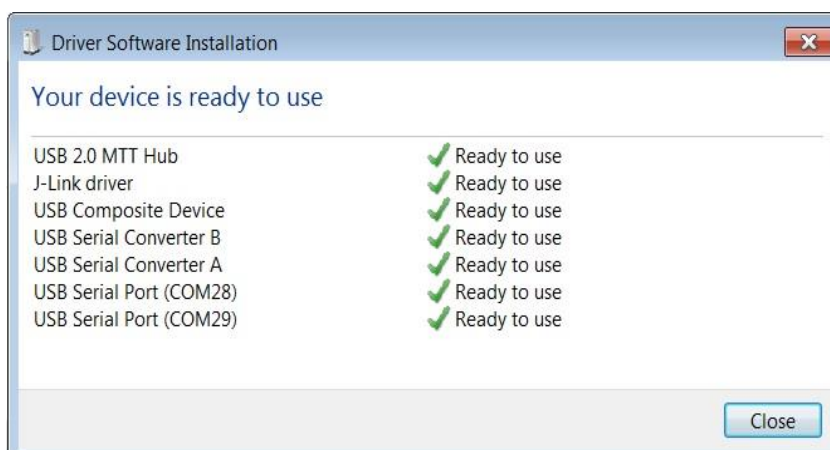 Driver Software Installation
Your device is ready to use
USB 2.0 MTT Hub Ready to use
J-Link driver Ready to use
USB Composite Device Ready to use
USB Serial Converter B Ready to use
USB Serial Converter A Ready to use
USB Serial Port (COM28) Ready to use
USB Serial Port (COM29) Ready to use
Close